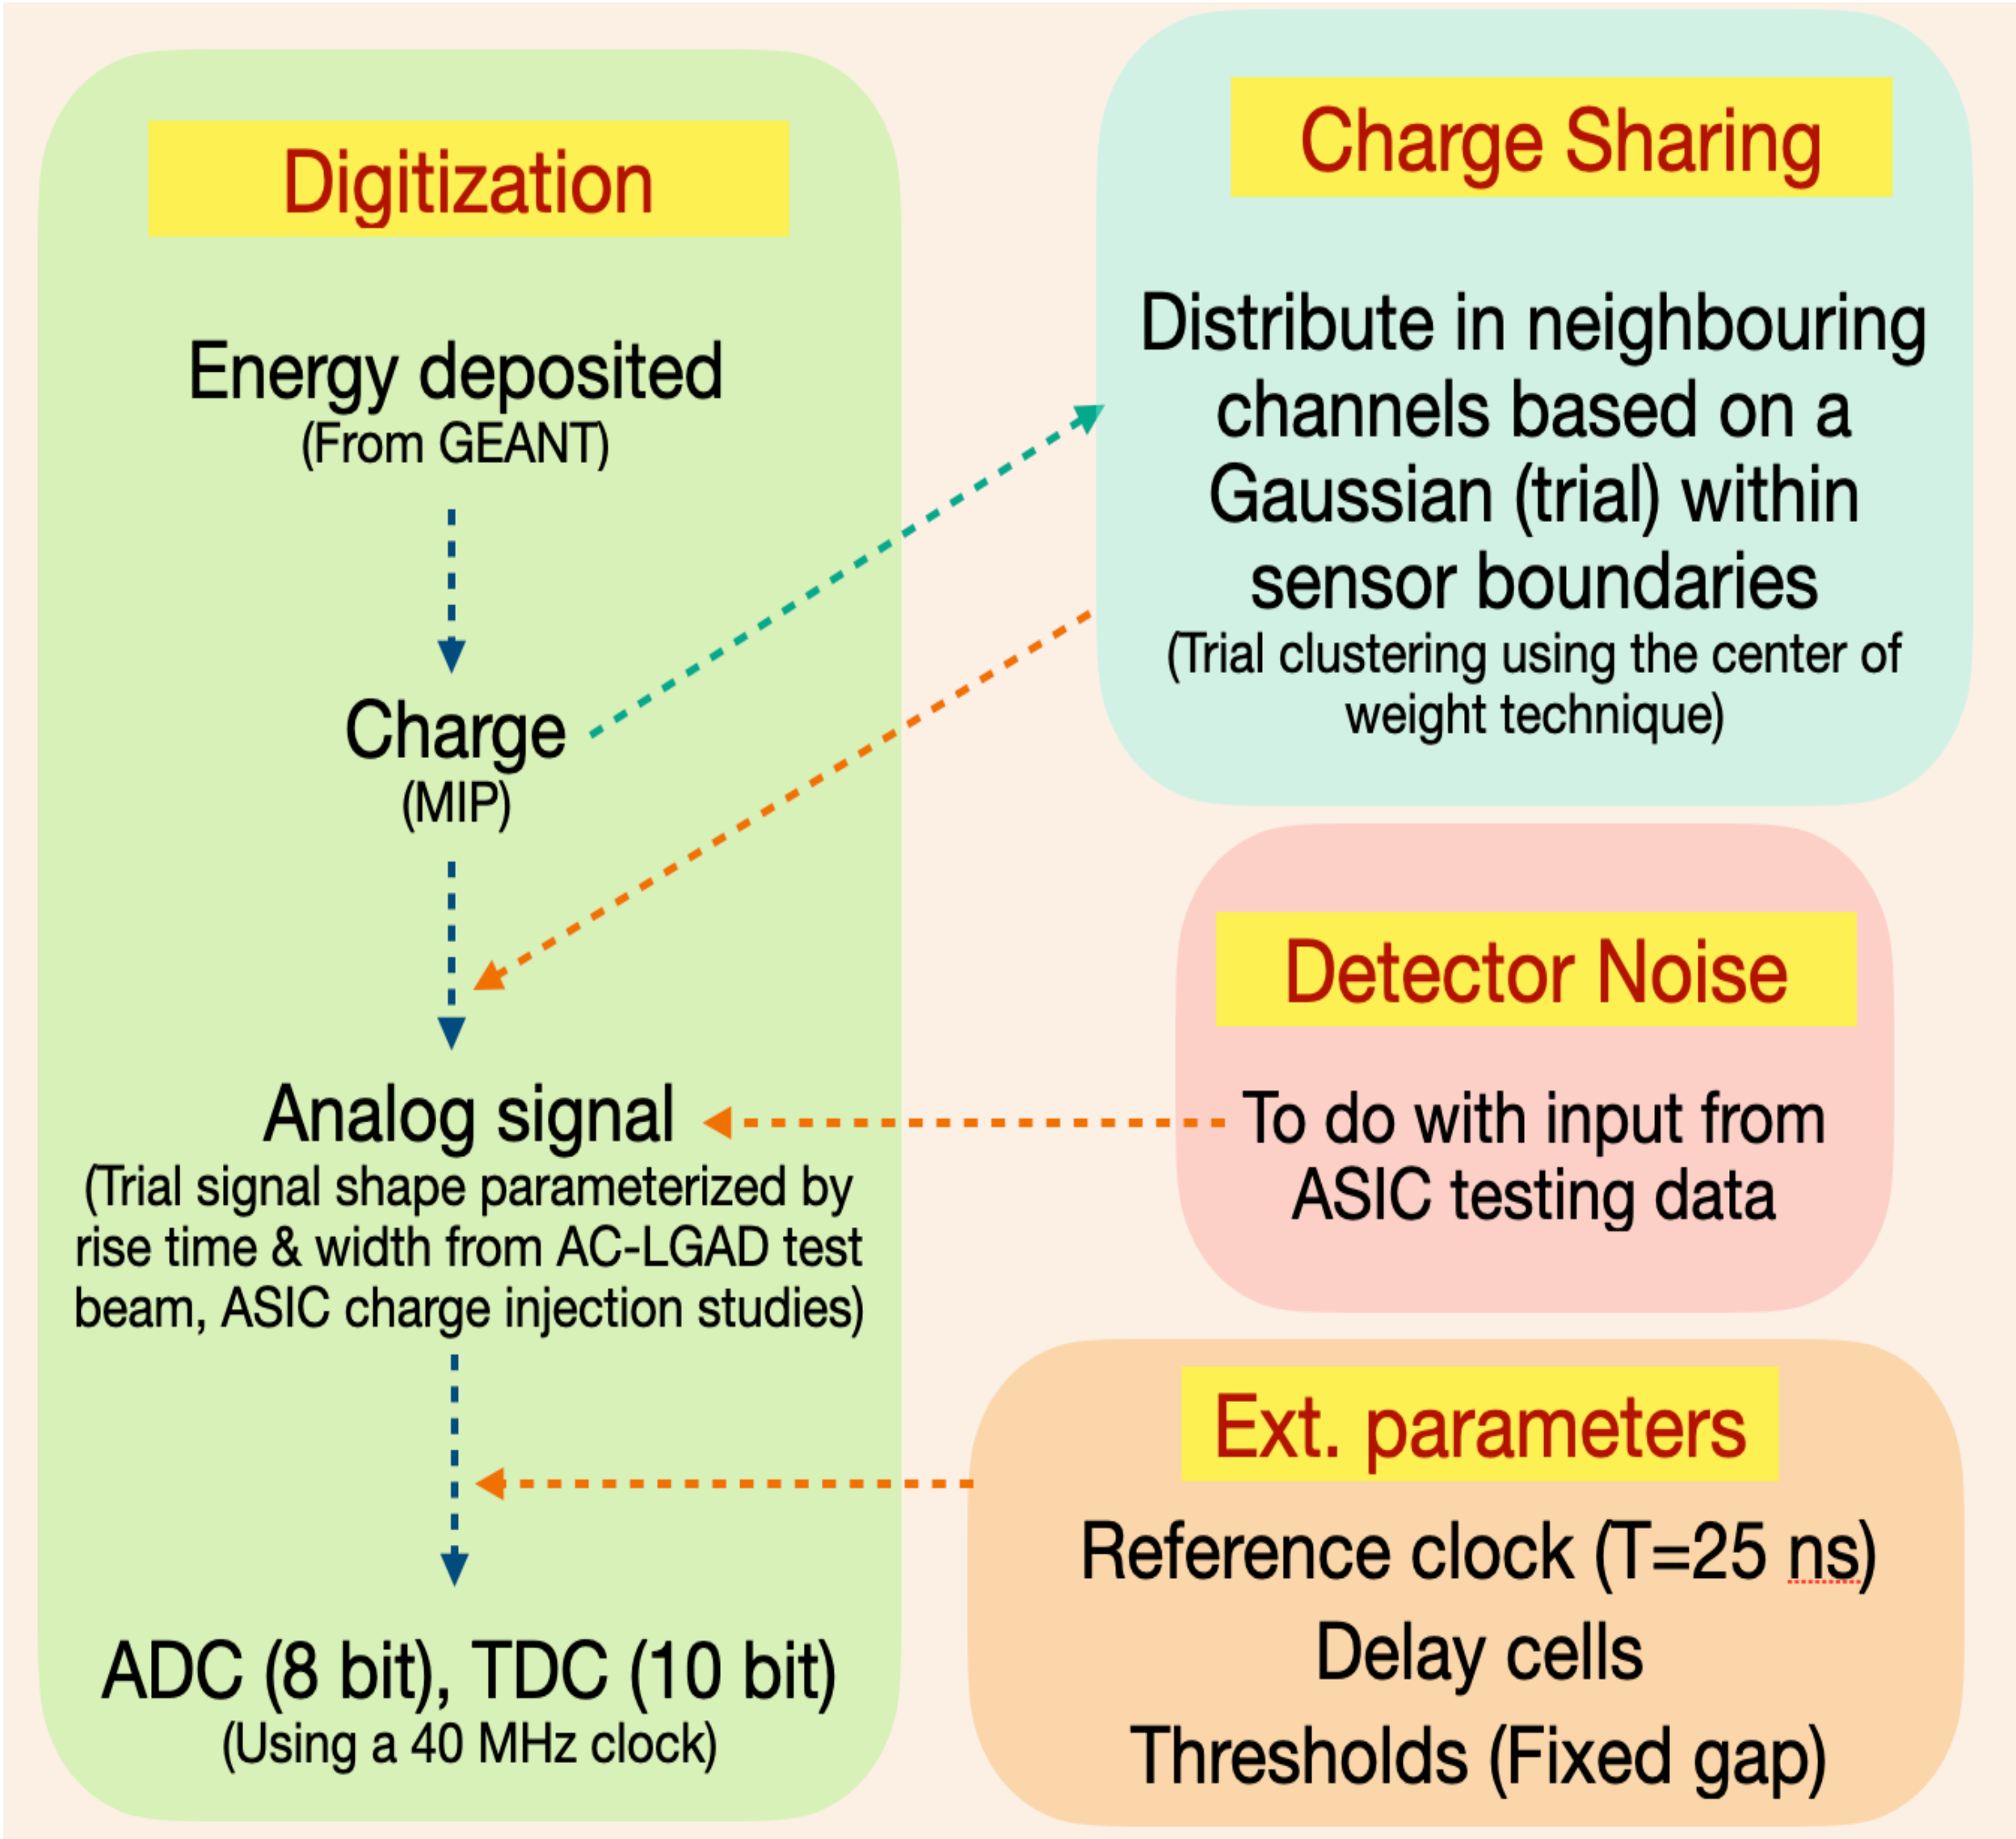 Digitization
Energy deposited
(From GEANT)
Charge
(MIP)
Analog signal
(Trial signal shape parameterized by
rise time & width from AC-LGAD test
beam, ASIC charge injection studies)
ADC (8 bit), TDC (10 bit)
(Using a 40 MHz clock)
Charge Sharing
Distribute in neighbouring
channels based on a
Gaussian (trial) within
sensor boundaries
(Trial clustering using the center of
weight technique)
Detector Noise
To do with input from
ASIC testing data
Ext. parameters
Reference clock (T=25 ns)
Delay cells
Thresholds (Fixed gap)